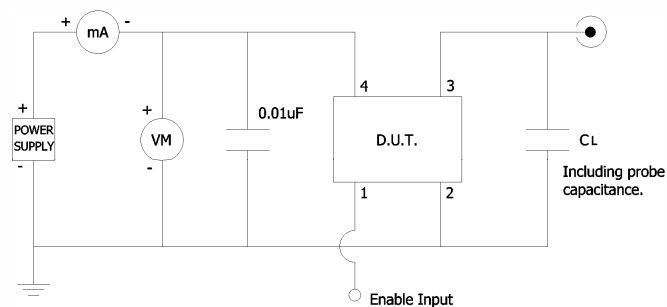 + mA -
4 3
+
0.01uF
+
POWER
SUPPLY
VM
D.U.T.
CL
-
-
Including probe
capacitance.
1 2
Enable Input